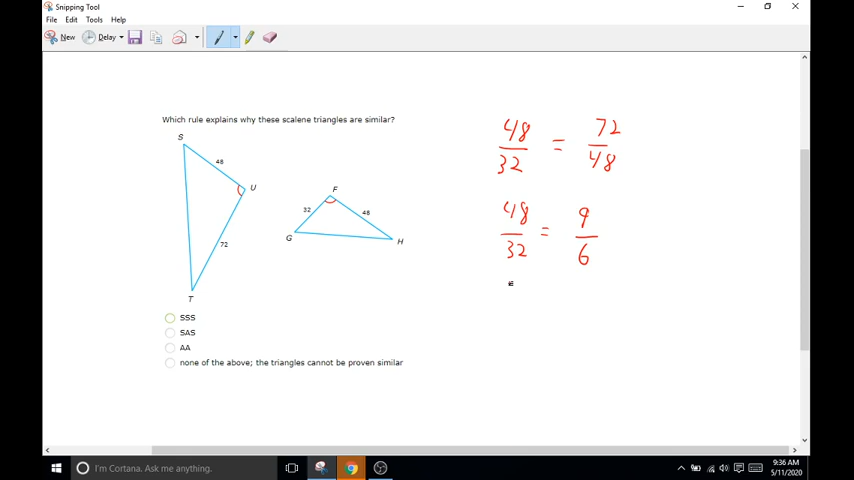 Snipping Tool
File Edit Tools Help
New Delay
Which rule explains why these scalene triangles are similar?
S
48
U
72
T
F
32
48
G
H
SSS
SAS
AA
none of the above; the triangles cannot be proven similar
48/32 = 72/48
48/32 = 9/6
I'm Cortana. Ask me anything.
9:36 AM
5/11/2020